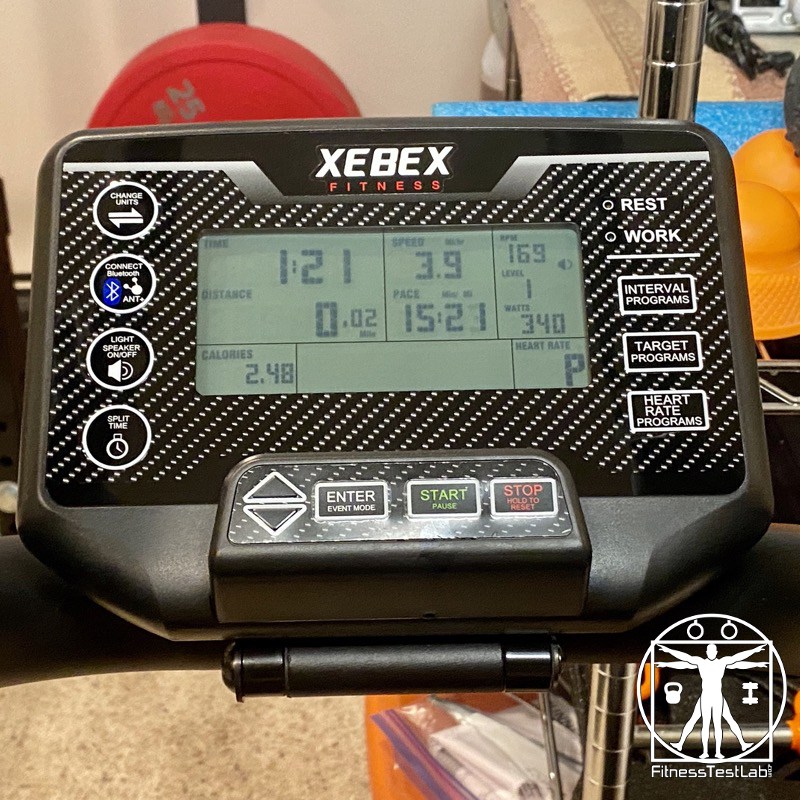 25
XEBEX
FITNESS
CHANGE
UNITS
CONNECT
Bluetooth
ANT+
LIGHT
SPEAKER
ON/OFF
SPLIT
TIME
TIME
1:21
DISTANCE
0.02
Mile
CALORIES
2.48
SPEED
3.9
PACE
15:21
RPM
169
LEVEL
1
WATTS
340
HEART RATE
P
REST
WORK
INTERVAL
PROGRAMS
TARGET
PROGRAMS
HEART
RATE
PROGRAMS
ENTER
EVENT MODE
START
PAUSE
STOP
HOLD TO
RESET
FitnessTestLab